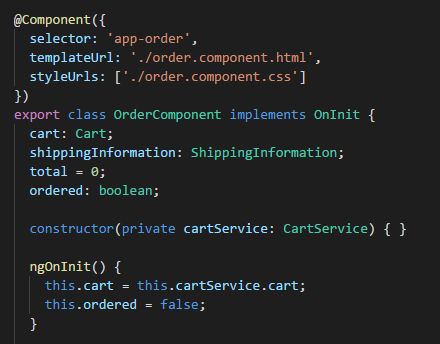 @Component({
  selector: 'app-order',
  templateUrl: './order.component.html',
  styleUrls: ['./order.component.css']
})
export class OrderComponent implements OnInit {
  cart: Cart;
  shippingInformation: ShippingInformation;
  total = 0;
  ordered: boolean;

  constructor(private cartService: CartService) { }

  ngOnInit() {
    this.cart = this.cartService.cart;
    this.ordered = false;
  }